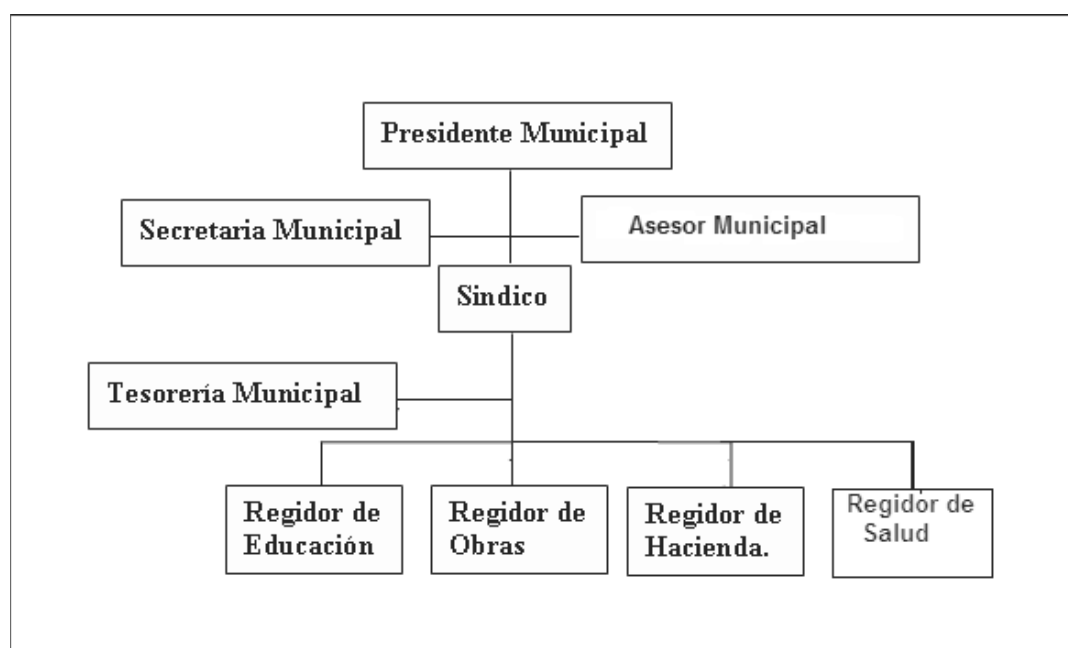 Presidente Municipal
Secretaria Municipal
Asesor Municipal
Sindico
Tesorería Municipal
Regidor de
Educación
Regidor de
Obras
Regidor de
Hacienda.
Regidor de
Salud